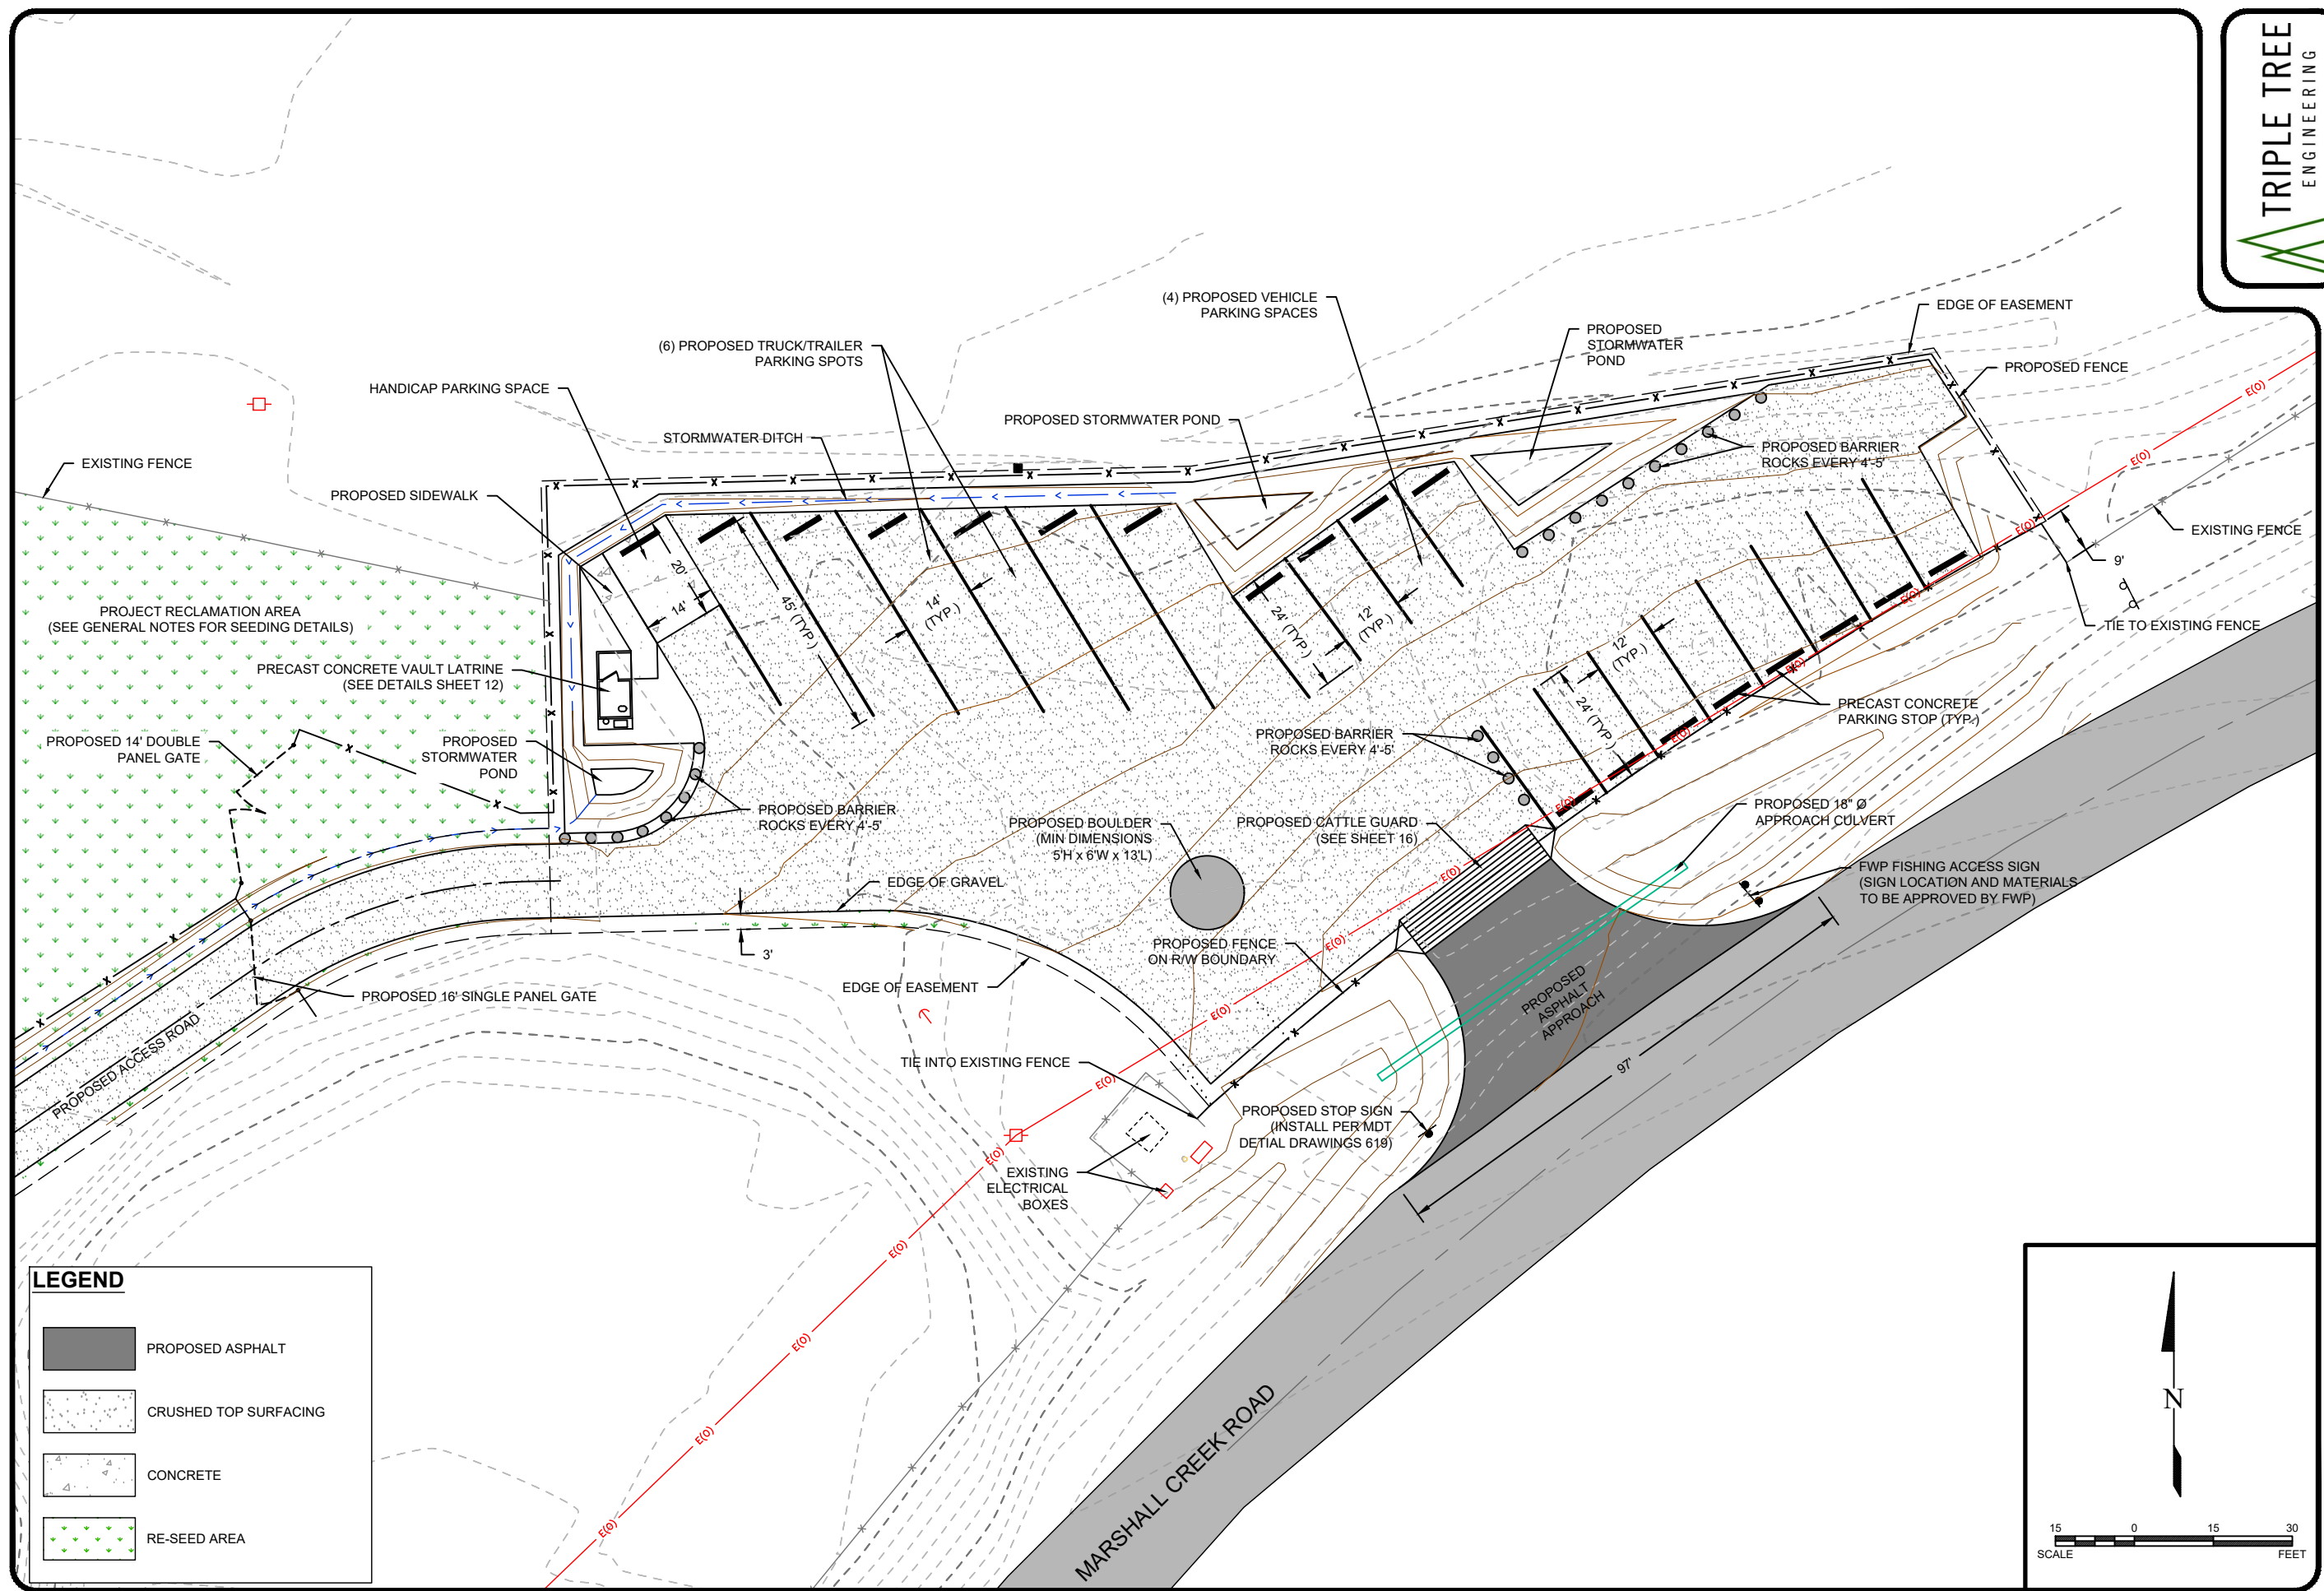 TRIPLE TREE
ENGINEERING
(4) PROPOSED VEHICLE
PARKING SPACES
EDGE OF EASEMENT
PROPOSED
STORMWATER
POND
(6) PROPOSED TRUCK/TRAILER
PARKING SPOTS
PROPOSED FENCE
HANDICAP PARKING SPACE
E(O)
PROPOSED STORMWATER POND
STORMWATER DITCH
PROPOSED BARRIER
ROCKS EVERY 4'-5'
E(O)
EXISTING FENCE
PROPOSED SIDEWALK
EXISTING FENCE
E(O)
9'
20'
14'
45' (TYP.)
14'
(TYP.)
24' (TYP.)
12'
(TYP.)
E(O)
PROJECT RECLAMATION AREA
(SEE GENERAL NOTES FOR SEEDING DETAILS)
TIE TO EXISTING FENCE
12'
(TYP.)
24' (TYP.)
E(O)
PRECAST CONCRETE VAULT LATRINE
(SEE DETAILS SHEET 12)
PRECAST CONCRETE
PARKING STOP (TYP.)
PROPOSED 14' DOUBLE
PANEL GATE
PROPOSED
STORMWATER
POND
PROPOSED BARRIER
ROCKS EVERY 4'-5'
E(O)
PROPOSED BARRIER
ROCKS EVERY 4'-5'
E(O)
PROPOSED BOULDER
(MIN DIMENSIONS
5'H x 6'W x 13'L)
PROPOSED CATTLE GUARD
(SEE SHEET 16)
PROPOSED 18" Ø
APPROACH CULVERT
E(O)
EDGE OF GRAVEL
FWP FISHING ACCESS SIGN
(SIGN LOCATION AND MATERIALS
TO BE APPROVED BY FWP)
3'
PROPOSED FENCE
ON R/W BOUNDARY
E(O)
EDGE OF EASEMENT
PROPOSED 16' SINGLE PANEL GATE
PROPOSED
ASPHALT
APPROACH
E(O)
PROPOSED ACCESS ROAD
TIE INTO EXISTING FENCE
97'
E(O)
PROPOSED STOP SIGN
(INSTALL PER MDT
DETIAL DRAWINGS 619)
E(O)
EXISTING
ELECTRICAL
BOXES
E(O)
E(O)
E(O)
E(O)
MARSHALL CREEK ROAD
LEGEND
PROPOSED ASPHALT
CRUSHED TOP SURFACING
CONCRETE
RE-SEED AREA
N
15 0 15 30
SCALE FEET